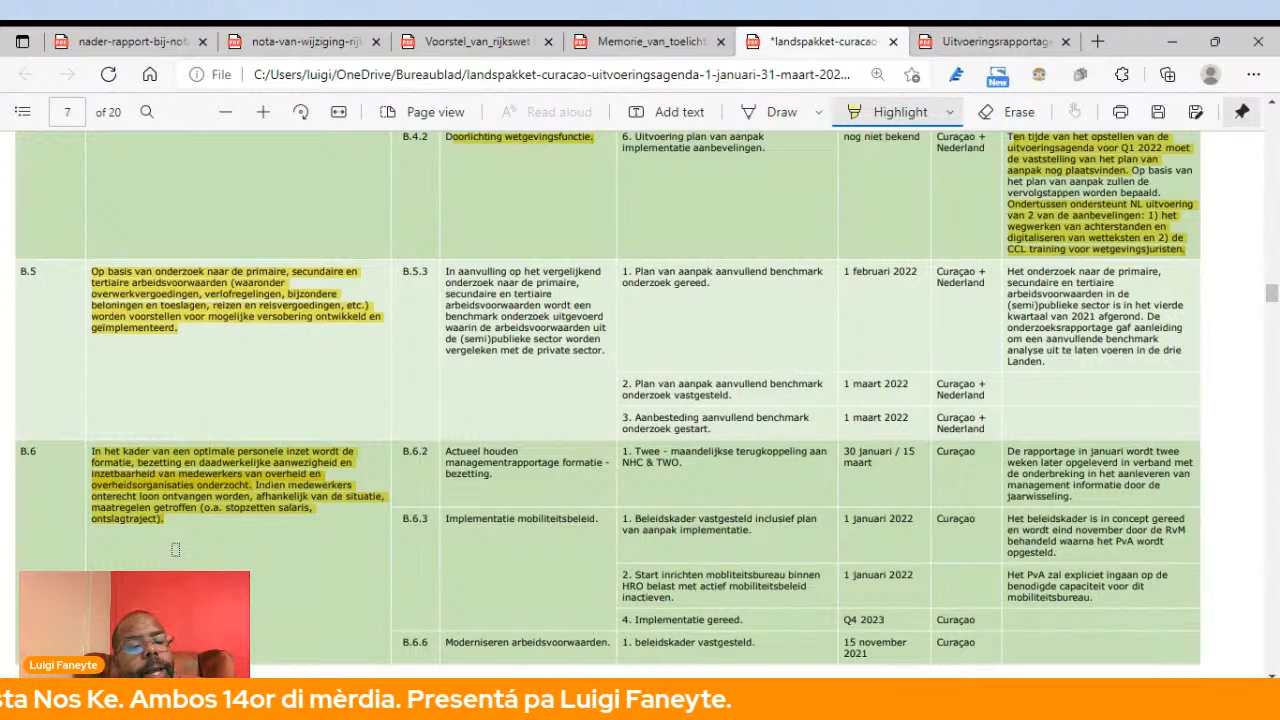 nader-rapport-bij-not
nota-van-wijziging-rij
Voorstel_van_rijkswet
Memorie_van_toelicht
*landspakket-curacao
Uitvoeringsrapportag
File
C:/Users/luigi/OneDrive/Bureaublad/landspakket-curacao-uitvoeringsagenda-1-januari-31-maart-202...
New
7
of 20
Page view
Read aloud
Add text
Draw
Highlight
Erase
B.4.2
Doorlichting wetgevingsfunctie.
6. Uitvoering plan van aanpak
implementatie aanbevelingen.
nog niet bekend
Curaçao +
Nederland
Ten tijde van het opstellen van de
uitvoeringsagenda voor Q1 2022 moet
de vaststelling van het plan van
aanpak nog plaatsvinden. Op basis van
het plan van aanpak zullen de
vervolgstappen worden bepaald.
Ondertussen ondersteunt NL uitvoering
van 2 van de aanbevelingen: 1) het
wegwerken van achterstanden en
digitaliseren van wetteksten en 2) de
CCL training voor wetgevingsjuristen.
B.5
Op basis van onderzoek naar de primaire, secundaire en
tertiaire arbeidsvoorwaarden (waaronder
overwerkvergoedingen, verlofregelingen, bijzondere
beloningen en toeslagen, reizen en reisvergoedingen, etc.)
worden voorstellen voor mogelijke versobering ontwikkeld en
geïmplementeerd.
B.5.3
In aanvulling op het vergelijkend
onderzoek naar de primaire,
secundaire en tertiaire
arbeidsvoorwaarden wordt een
benchmark onderzoek uitgevoerd
waarin de arbeidsvoorwaarden uit
de (semi)publieke sector worden
vergeleken met de private sector.
1. Plan van aanpak aanvullend benchmark
onderzoek gereed.
1 februari 2022
Curaçao +
Nederland
Het onderzoek naar de primaire,
secundaire en tertiaire
arbeidsvoorwaarden in de
(semi)publieke sector is in het vierde
kwartaal van 2021 afgerond. De
onderzoeksrapportage gaf aanleiding
om een aanvullende benchmark
analyse uit te laten voeren in de drie
Landen.
2. Plan van aanpak aanvullend benchmark
onderzoek vastgesteld.
1 maart 2022
Curaçao +
Nederland
3. Aanbesteding aanvullend benchmark
onderzoek gestart.
1 maart 2022
Curaçao +
Nederland
B.6
In het kader van een optimale personele inzet wordt de
formatie, bezetting en daadwerkelijke aanwezigheid en
inzetbaarheid van medewerkers van overheid en
overheidsorganisaties onderzocht. Indien medewerkers
onterecht loon ontvangen worden, afhankelijk van de situatie,
maatregelen getroffen (o.a. stopzetten salaris,
ontslagtraject).
B.6.2
Actueel houden
managementrapportage formatie -
bezetting.
1. Twee - maandelijkse terugkoppeling aan
NHC & TWO.
30 januari / 15
maart
Curaçao
De rapportage in januari wordt twee
weken later opgeleverd in verband met
de onderbreking in het aanleveren van
management informatie door de
jaarwisseling.
B.6.3
Implementatie mobiliteitsbeleid.
1. Beleidskader vastgesteld inclusief plan
van aanpak implementatie.
1 januari 2022
Curaçao
Het beleidskader is in concept gereed
en wordt eind november door de RvM
behandeld waarna het PvA wordt
opgesteld.
2. Start inrichten mobliteitsbureau binnen
HRO belast met actief mobiliteitsbeleid
inactieven.
1 januari 2022
Curaçao
Het PvA zal expliciet ingaan op de
benodigde capaciteit voor dit
mobiliteitsbureau.
4. Implementatie gereed.
Q4 2023
Curaçao
B.6.6
Moderniseren arbeidsvoorwaarden.
1. beleidskader vastgesteld.
15 november
2021
Curaçao
Luigi Faneyte
sta Nos Ke. Ambos 14or di mèrdia. Presentá pa Luigi Faneyte.